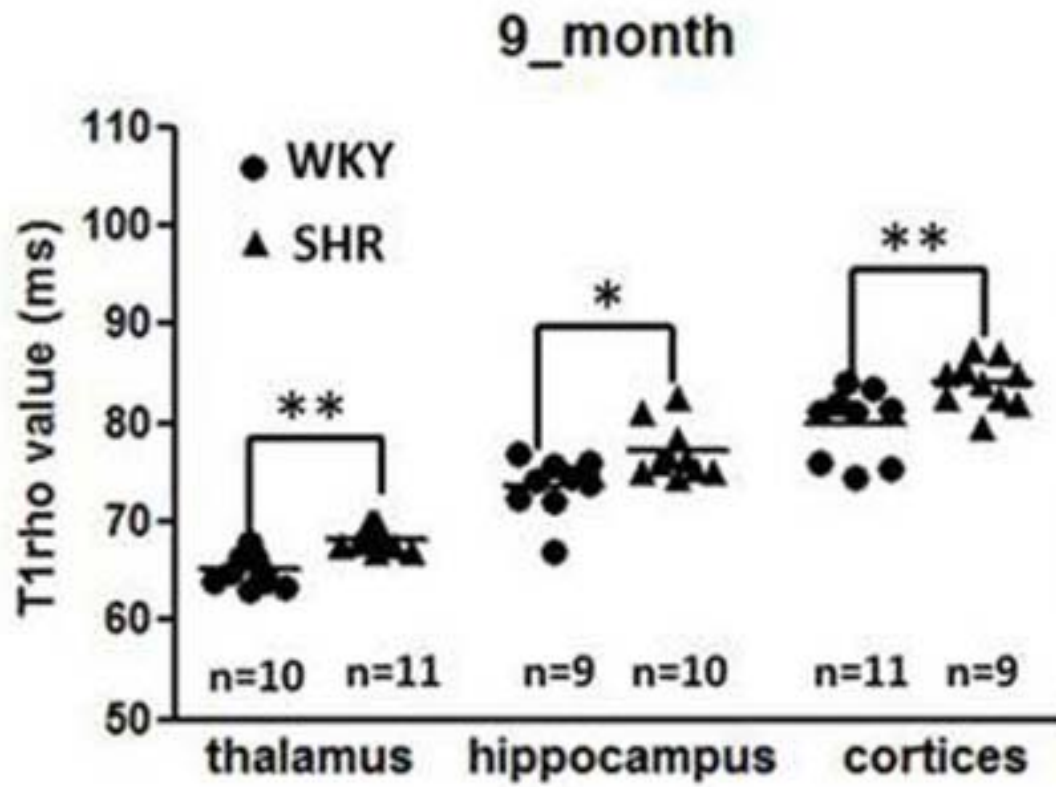 9_month
110
WKY
100
SHR
**
90
*
80
**
70
60
n=10 n=11 n=9 n=10 n=11 n=9
50
thalamus hippocampus cortices
T1rho value (ms)